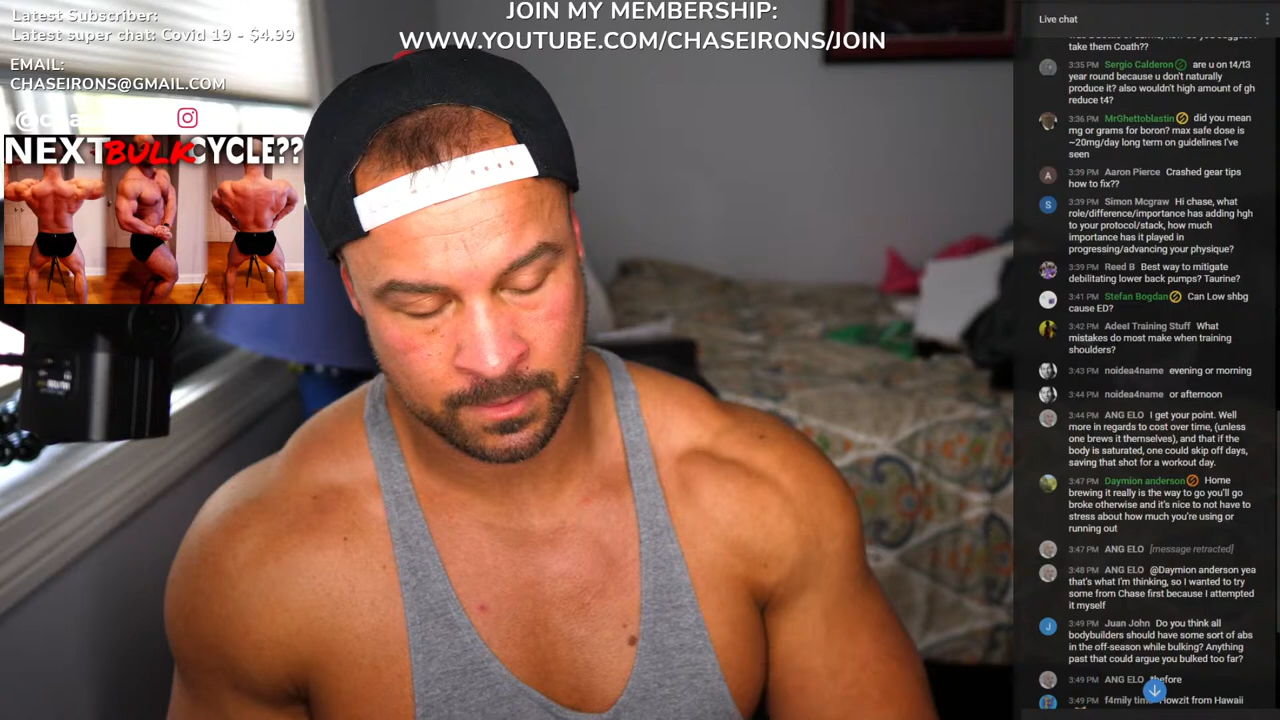 Latest Subscriber:
Latest super chat: Covid 19 - $4.99
EMAIL:
CHASEIRONS@GMAIL.COM
NEXT BULK CYCLE??
JOIN MY MEMBERSHIP:
WWW.YOUTUBE.COM/CHASEIRONS/JOIN
Live chat
take them Coath??
3:35 PM Sergio Calderon are u on t4/t3
year round because u don't naturally
produce it? also wouldn't high amount of gh
reduce t4?
3:36 PM MrGhettoblastin did you mean
mg or grams for boron? max safe dose is
~20mg/day long term on guidelines I've
seen
A
3:39 PM Aaron Pierce Crashed gear tips
how to fix??
S
3:39 PM Simon Mcgraw Hi chase, what
role/difference/importance has adding hgh
to your protocol/stack, how much
importance has it played in
progressing/advancing your physique?
3:39 PM Reed B Best way to mitigate
debilitating lower back pumps? Taurine?
3:41 PM Stefan Bogdan Can Low shbg
cause ED?
3:42 PM Adeel Training Stuff What
mistakes do most make when training
shoulders?
3:43 PM noidea4name evening or morning
3:44 PM noidea4name or afternoon
3:44 PM ANG ELO I get your point. Well
more in regards to cost over time, (unless
one brews it themselves), and that if the
body is saturated, one could skip off days,
saving that shot for a workout day.
3:47 PM Daymion anderson Home
brewing it really is the way to go you'll go
broke otherwise and it's nice to not have to
stress about how much you're using or
running out
3:47 PM ANG ELO [message retracted]
3:48 PM ANG ELO @Daymion anderson yea
that's what I'm thinking, so I wanted to try
some from Chase first because I attempted
it myself
J
3:49 PM Juan John Do you think all
bodybuilders should have some sort of abs
in the off-season while bulking? Anything
past that could argue you bulked too far?
3:49 PM ANG ELO
3:49 PM f4mily Howzit from Hawaii